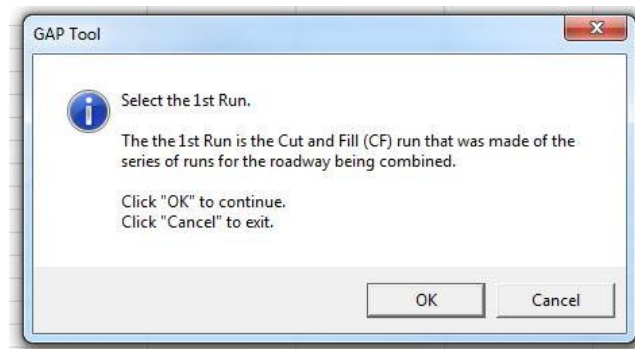 GAP Tool
Select the 1st Run.
The the 1st Run is the Cut and Fill (CF) run that was made of the
series of runs for the roadway being combined.
Click "OK" to continue.
Click "Cancel" to exit.
OK
Cancel